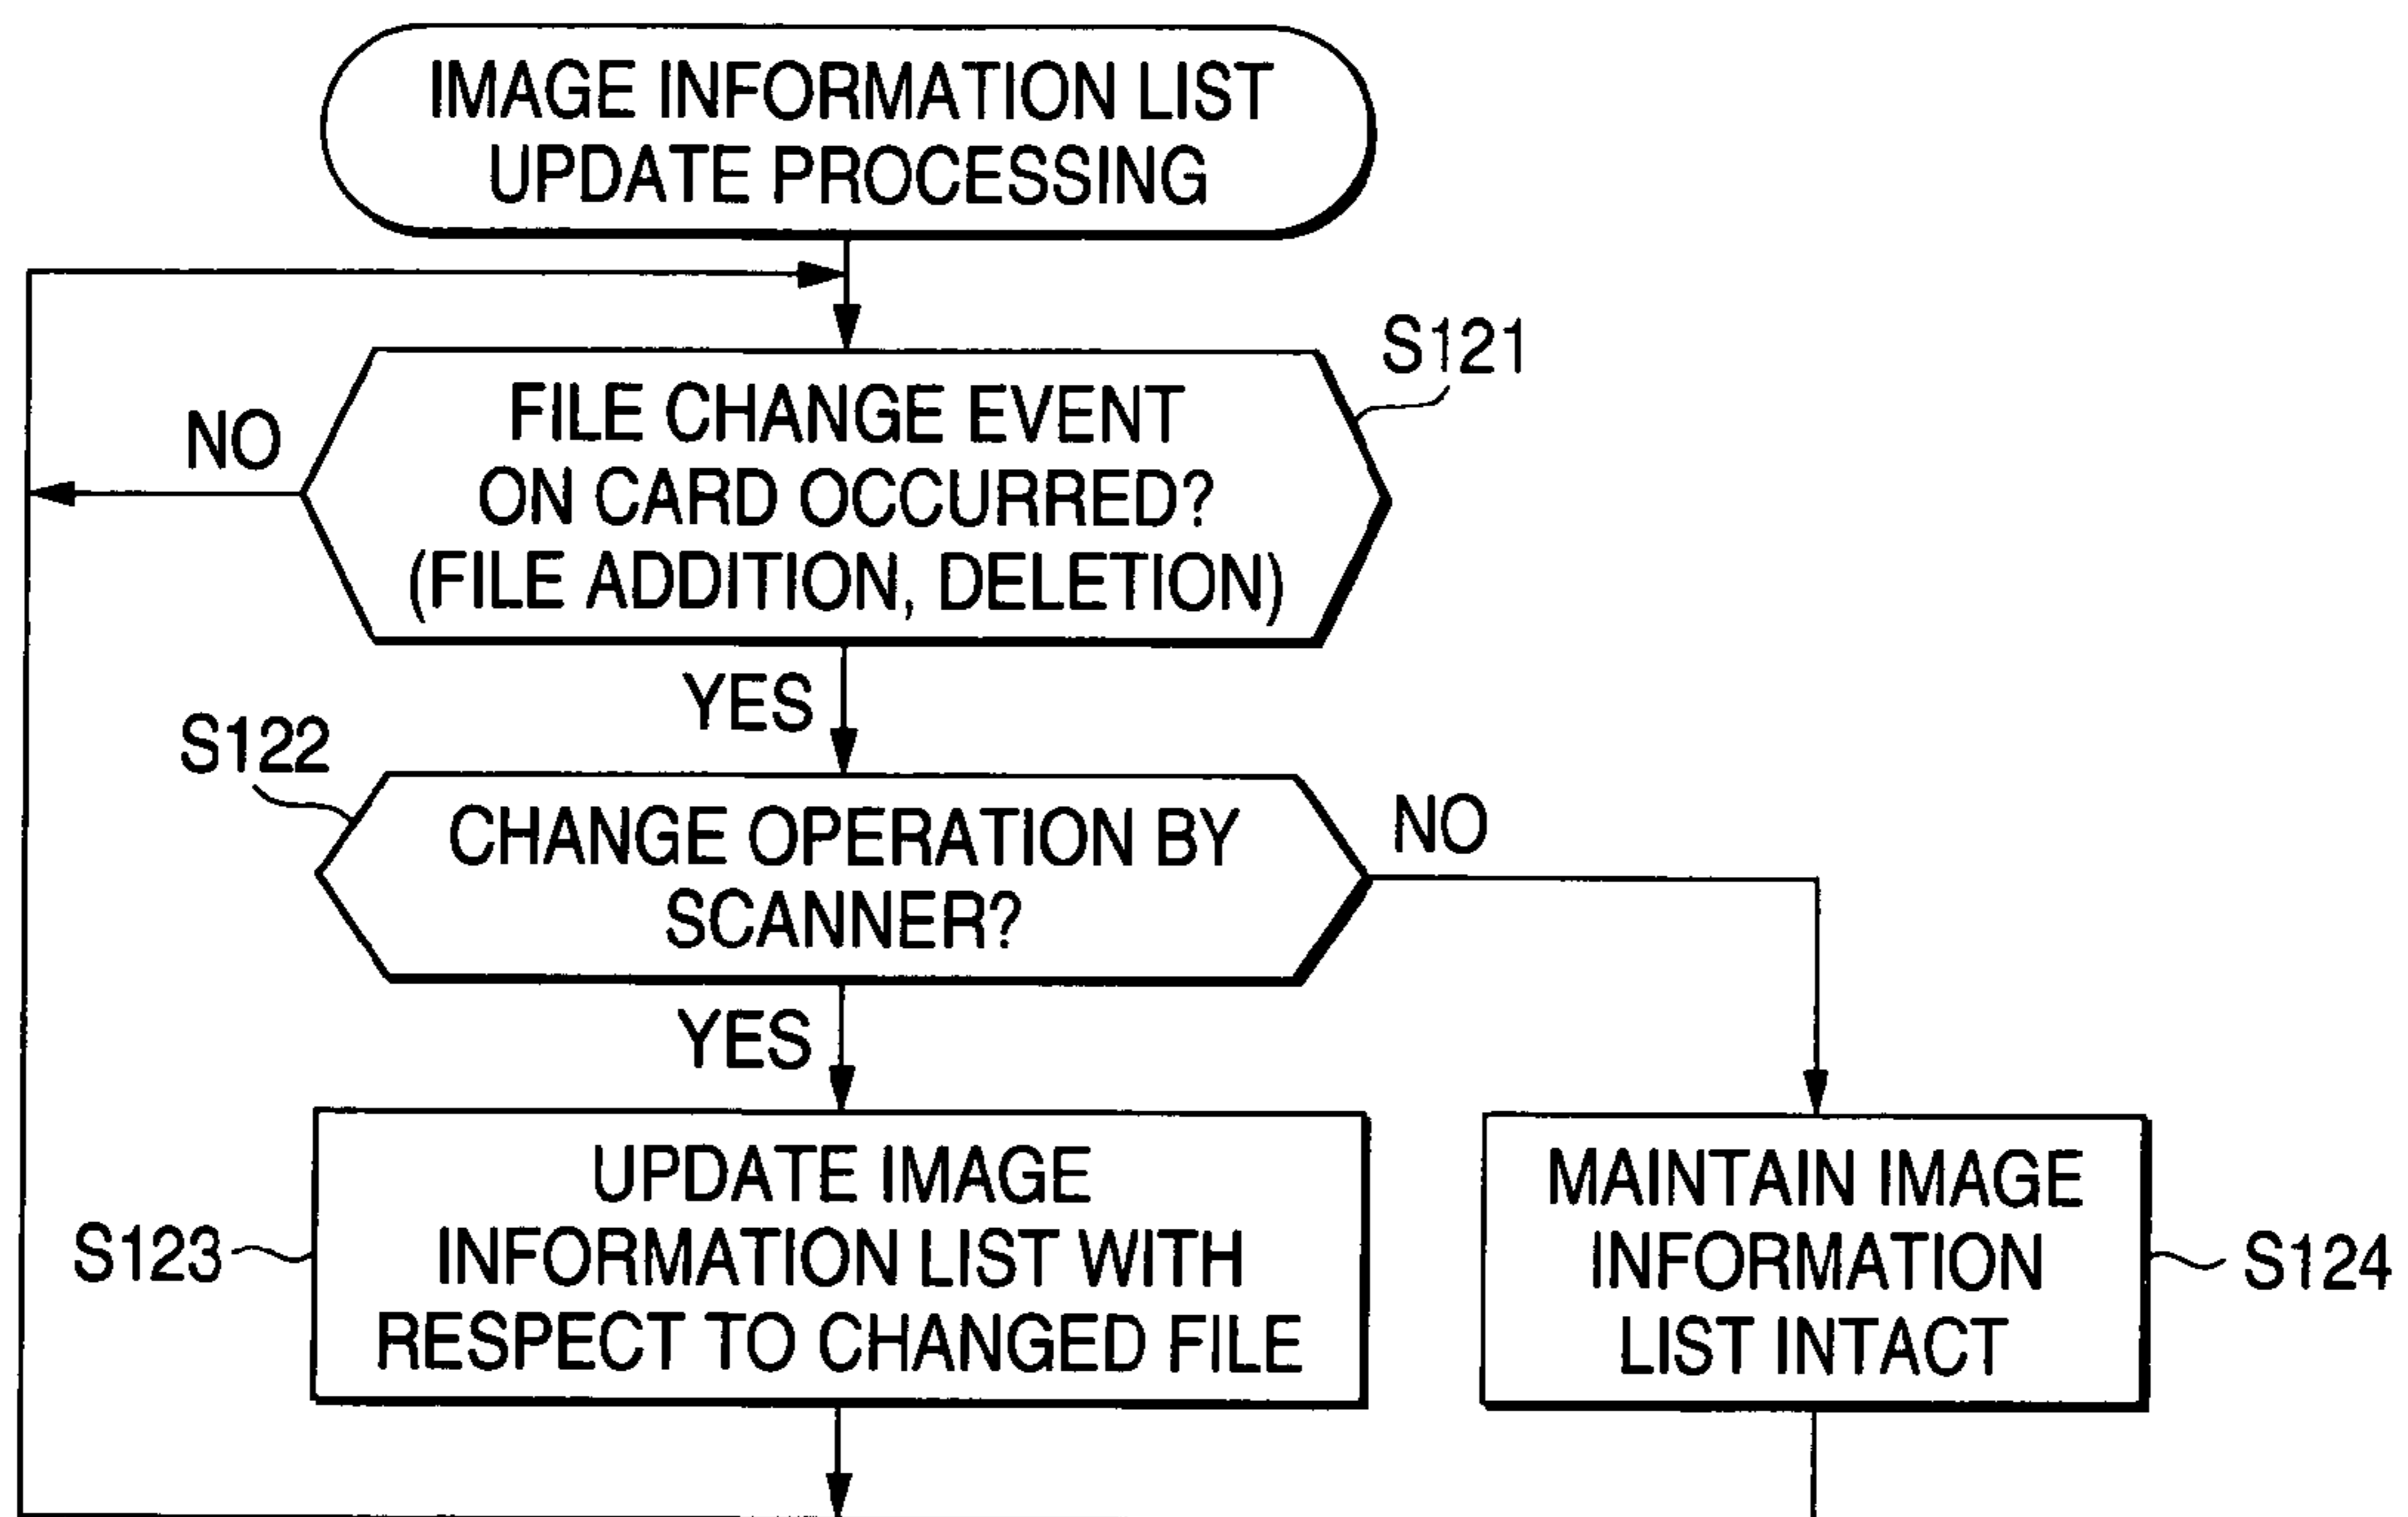 IMAGE INFORMATION LIST
UPDATE PROCESSING
S121
FILE CHANGE EVENT
ON CARD OCCURRED?
(FILE ADDITION, DELETION)
NO
YES
S122
CHANGE OPERATION BY
SCANNER?
NO
YES
S123
UPDATE IMAGE
INFORMATION LIST WITH
RESPECT TO CHANGED FILE
MAINTAIN IMAGE
INFORMATION
LIST INTACT
S124